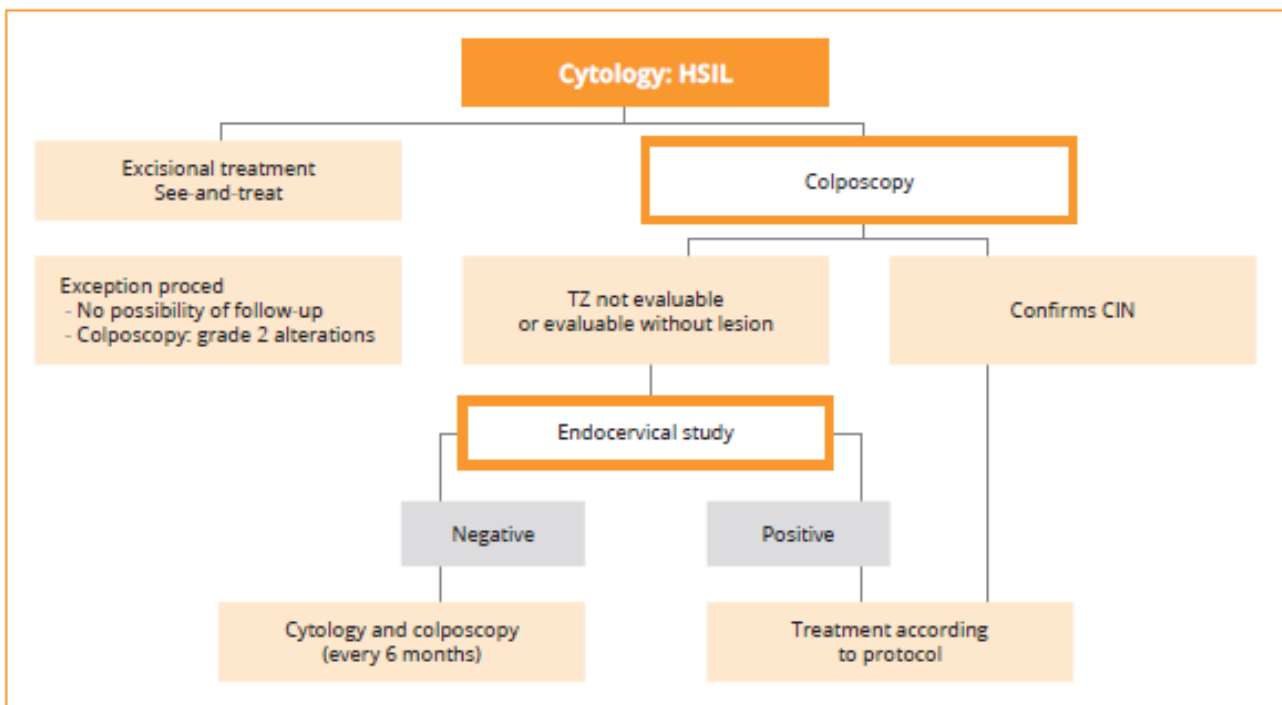 Cytology: HSIL
Excisional treatment
See-and-treat
Colposcopy
Exception proced
- No possibility of follow-up
- Colposcopy: grade 2 alterations
TZ not evaluable
or evaluable without lesion
Confirms CIN
Endocervical study
Negative
Positive
Cytology and colposcopy
(every 6 months)
Treatment according
to protocol